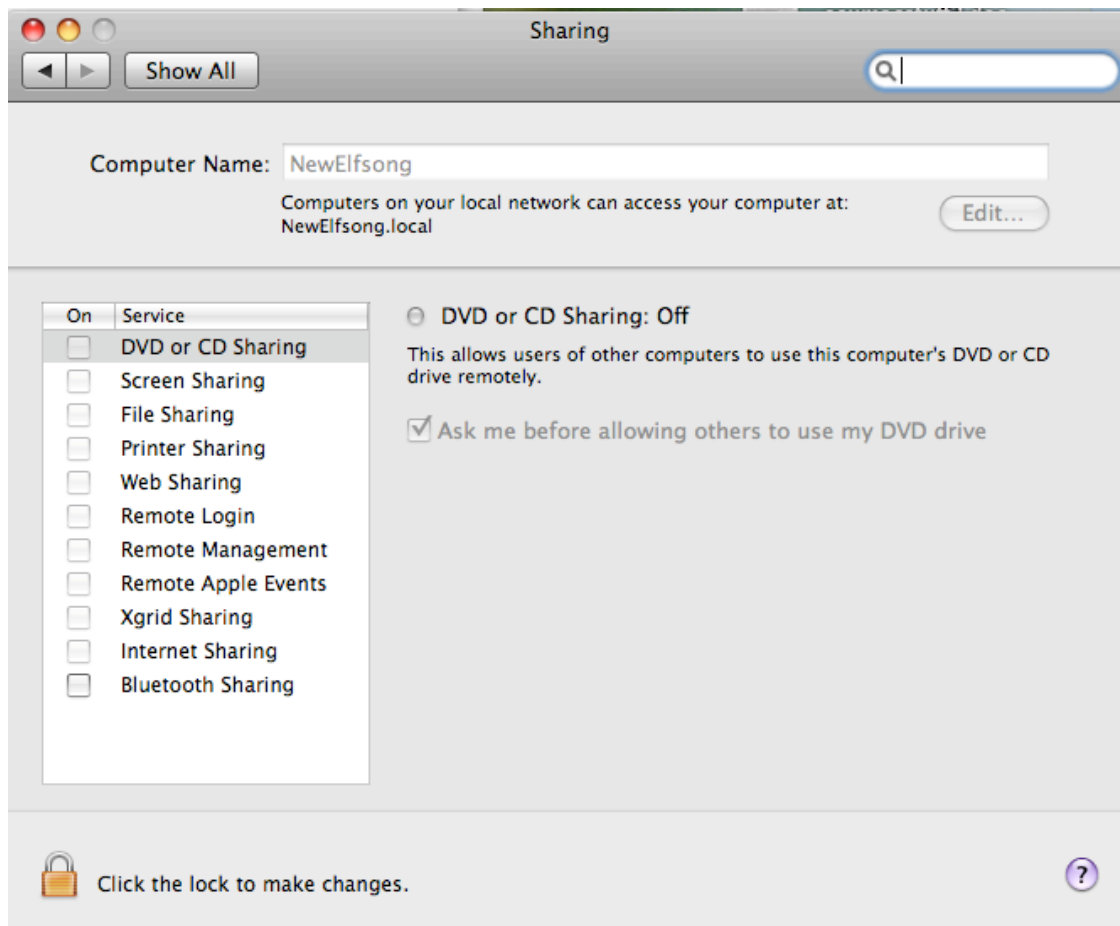 Sharing
Show All
Computer Name: NewElfsong
Computers on your local network can access your computer at:
NewElfsong.local
Edit...
On Service
DVD or CD Sharing
Screen Sharing
File Sharing
Printer Sharing
Web Sharing
Remote Login
Remote Management
Remote Apple Events
Xgrid Sharing
Internet Sharing
Bluetooth Sharing
DVD or CD Sharing: Off
This allows users of other computers to use this computer's DVD or CD
drive remotely.
Ask me before allowing others to use my DVD drive
Click the lock to make changes.
?